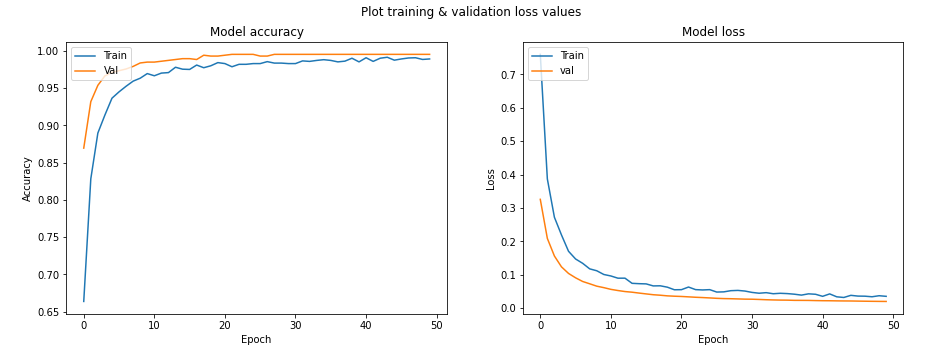 Plot training & validation loss values
Model accuracy
Train
Val
1.00
0.95
0.90
0.85
0.80
0.75
0.70
0.65
Accuracy
0
10
20
30
40
50
Epoch
Model loss
Train
val
0.7
0.6
0.5
0.4
0.3
0.2
0.1
0.0
Loss
0
10
20
30
40
50
Epoch